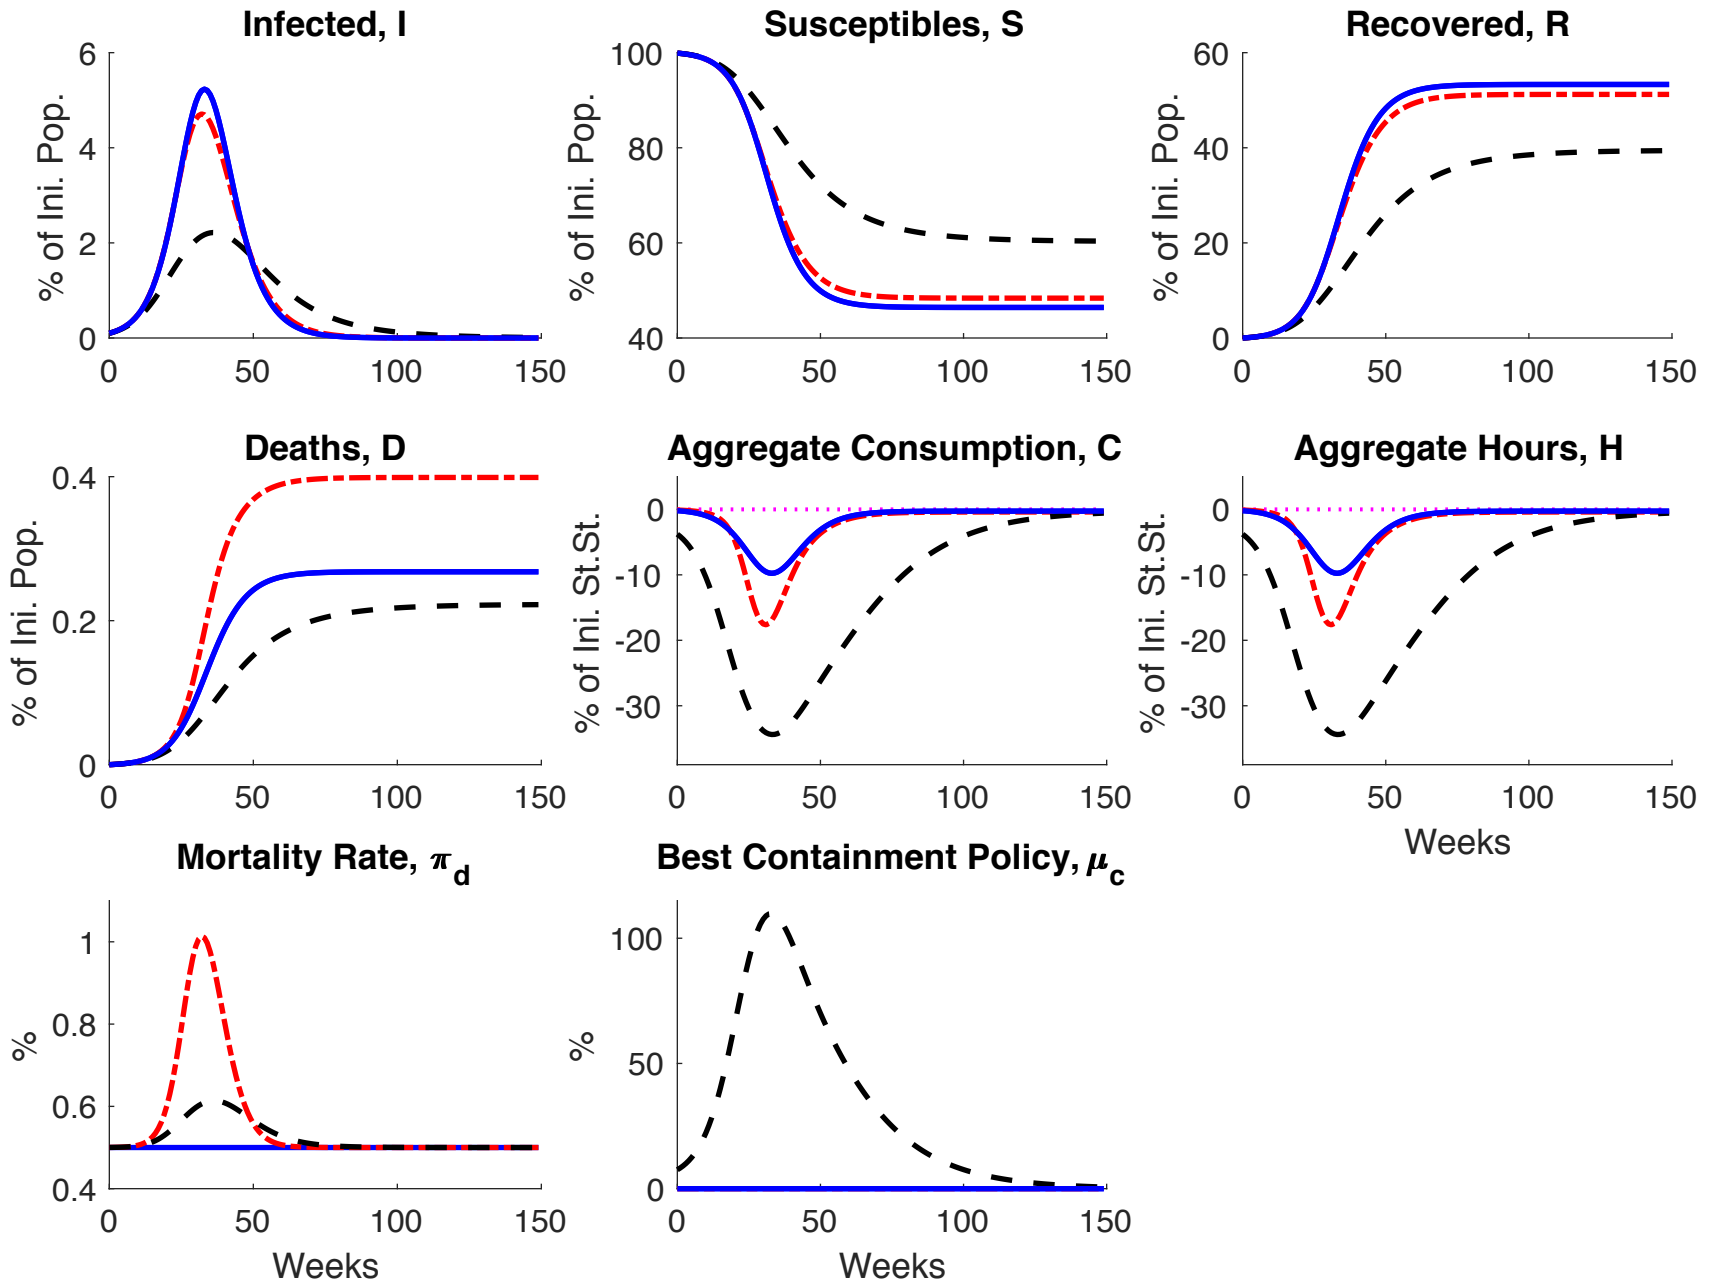 Infected, I
% of Ini. Pop.
6
4
2
0
0 50 100 150
Susceptibles, S
% of Ini. Pop.
100
80
60
40
0 50 100 150
Recovered, R
% of Ini. Pop.
60
40
20
0
0 50 100 150
Deaths, D
% of Ini. Pop.
0.4
0.2
0
0 50 100 150
Aggregate Consumption, C
% of Ini. St.St.
0
-10
-20
-30
0 50 100 150
Aggregate Hours, H
% of Ini. St.St.
0
-10
-20
-30
0 50 100 150
Weeks
Mortality Rate, π_d
%
1
0.8
0.6
0.4
0 50 100 150
Weeks
Best Containment Policy, μ_c
%
100
50
0
0 50 100 150
Weeks